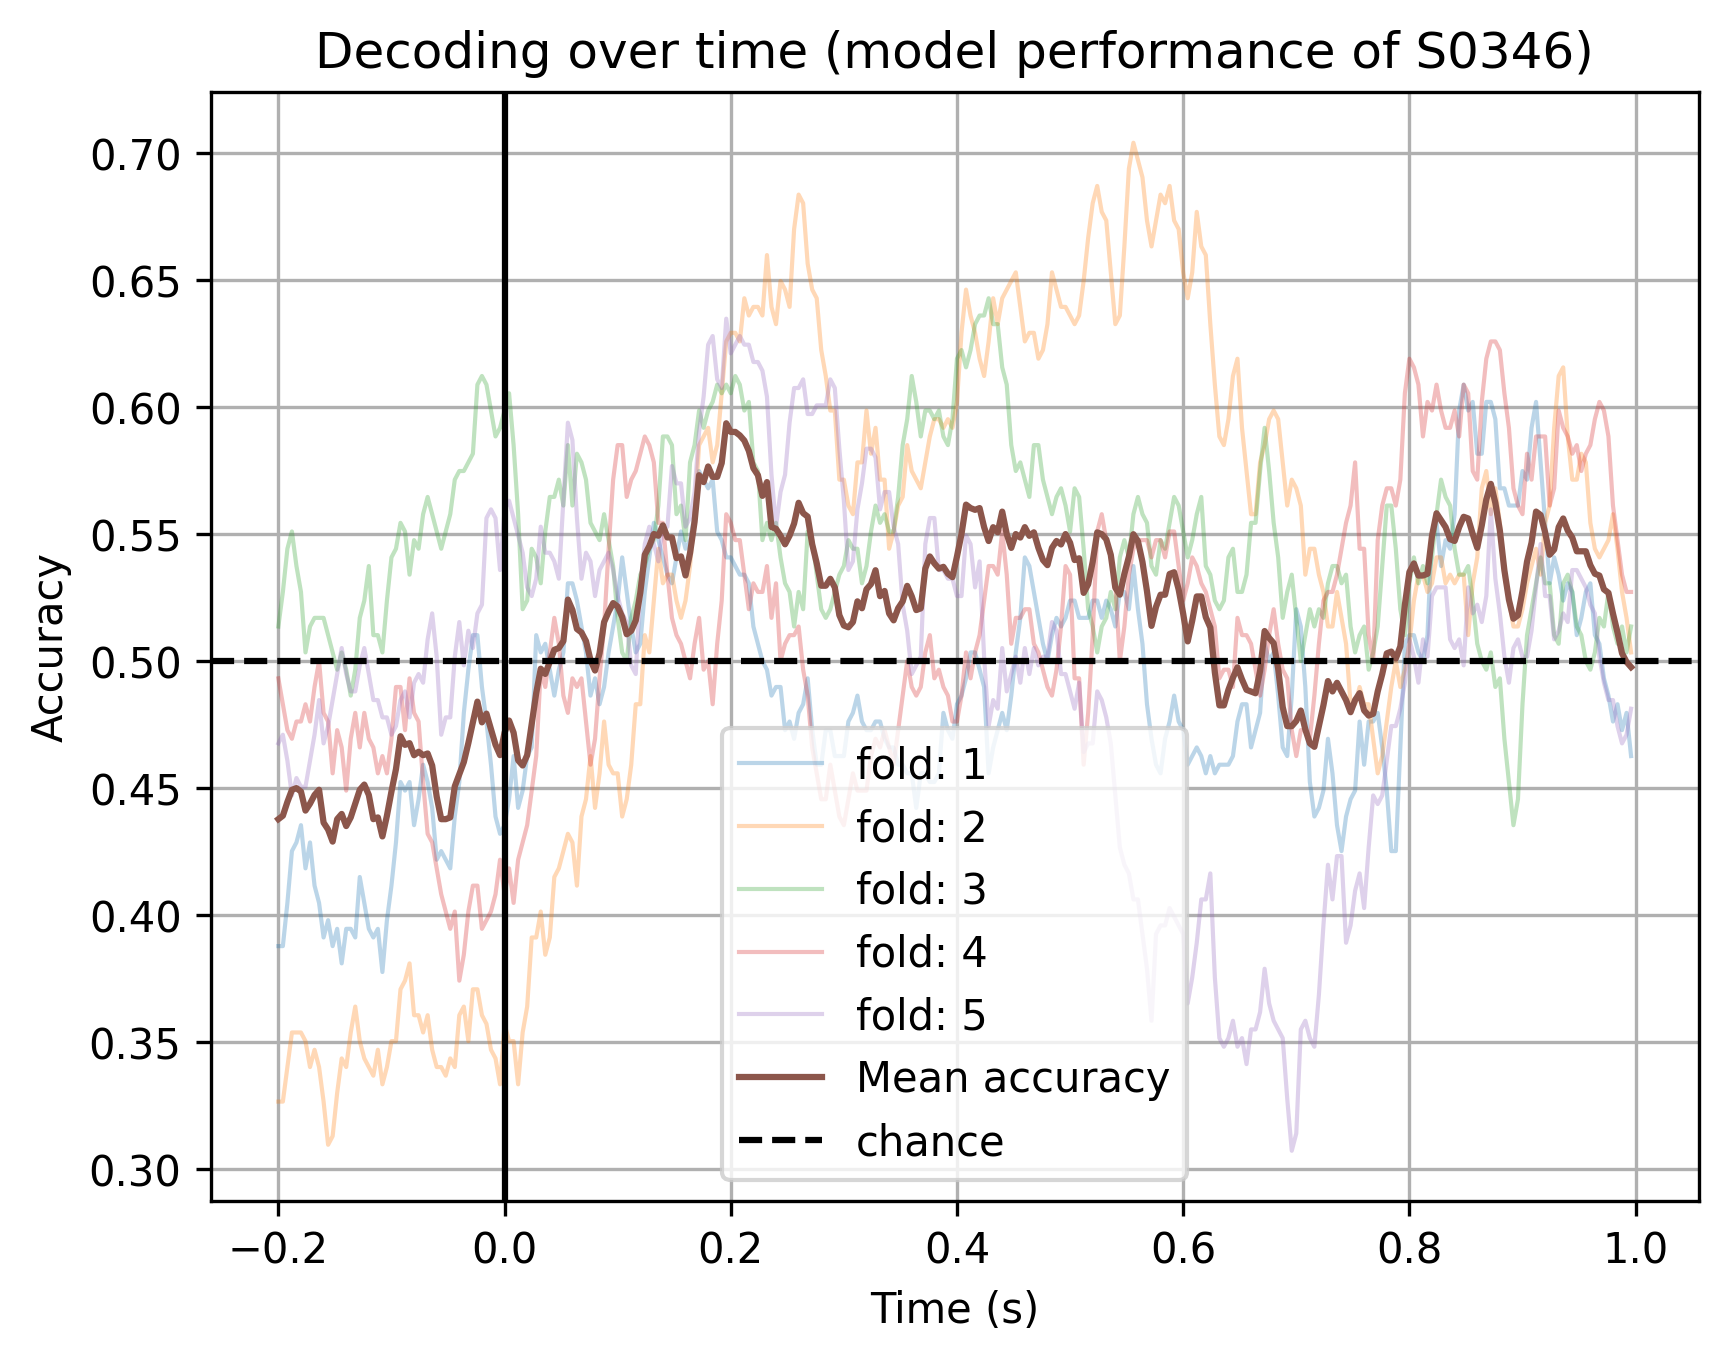 Decoding over time (model performance of S0346)
Accuracy
0.70
0.65
0.60
0.55
0.50
0.45
0.40
0.35
0.30
fold: 1
fold: 2
fold: 3
fold: 4
fold: 5
Mean accuracy
chance
−0.2 0.0 0.2 0.4 0.6 0.8 1.0
Time (s)